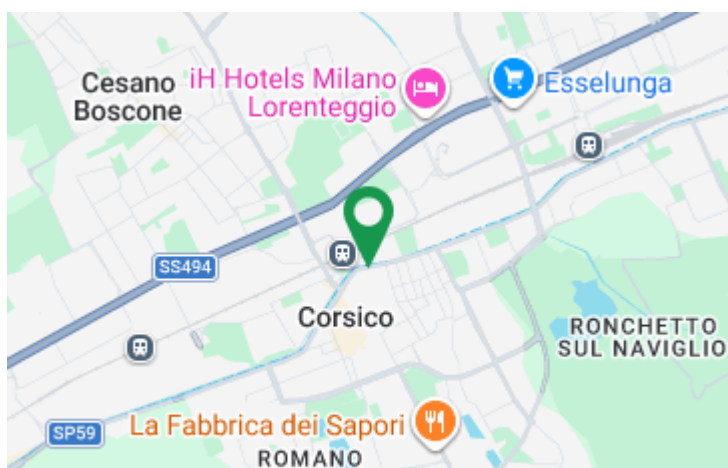 Cesano
Boscone
iH Hotels Milano
Lorenteggio
Esselunga
SS494
Corsico
RONCHETTO
SUL NAVIGLIO
La Fabbrica dei Sapori
SP59
ROMANO